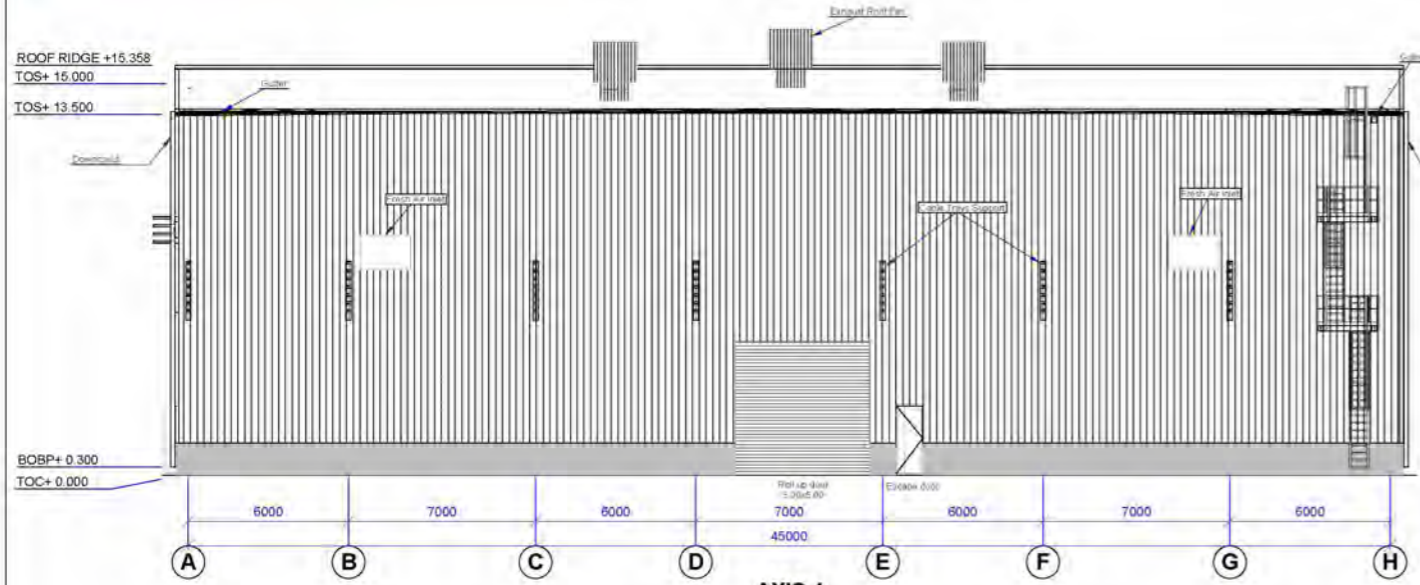 Exhaust Roof Fan
ROOF RIDGE +15.358
TOS+ 15.000
Gutter
TOS+ 13.500
Fresh Air Inlet
Fresh Air Inlet
Cable Trays Support
BOBP+ 0.300
TOC+ 0.000
Roll up door
Escape door
6000 7000 6000 7000 6000 7000 6000
45000
A B C D E F G H